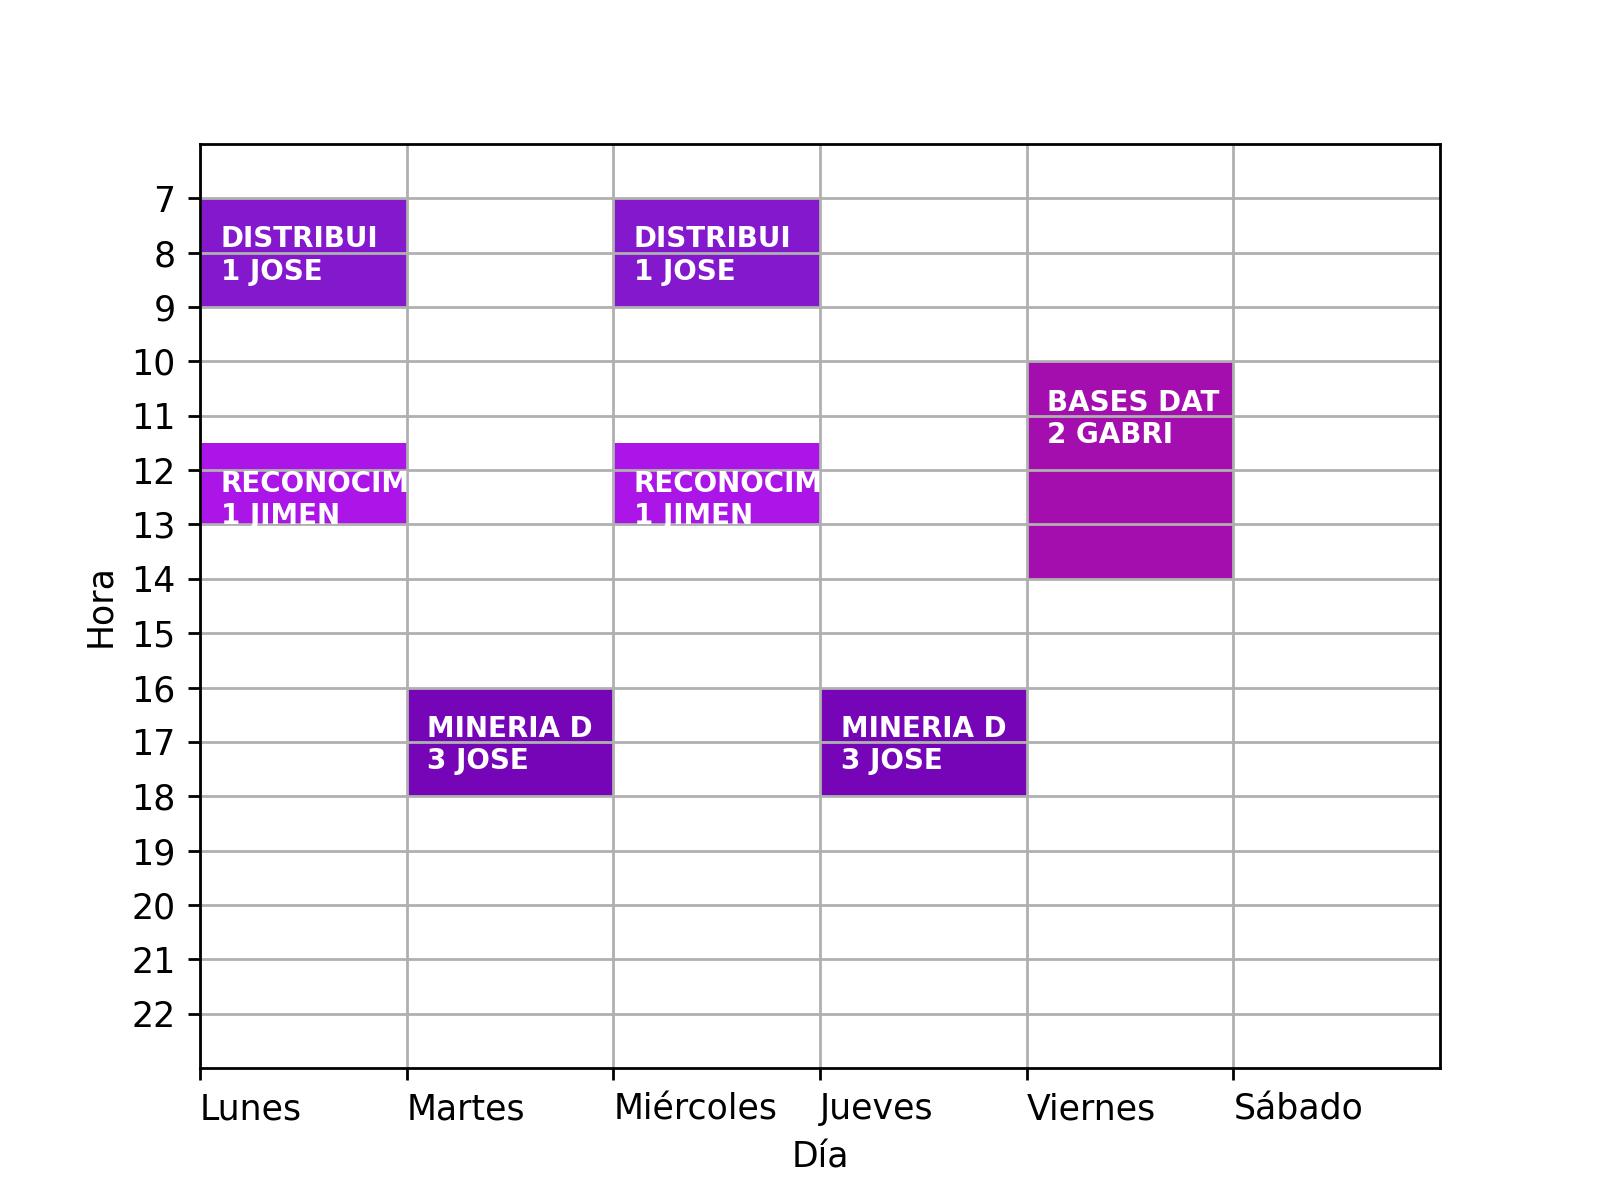 7
8
9
10
11
12
13
14
15
16
17
18
19
20
21
22
Hora
DISTRIBUI
1 JOSE
DISTRIBUI
1 JOSE
BASES DAT
2 GABRI
RECONOCIM
1 JIMEN
RECONOCIM
1 JIMEN
MINERIA D
3 JOSE
MINERIA D
3 JOSE
Lunes Martes Miércoles Jueves Viernes Sábado
Día